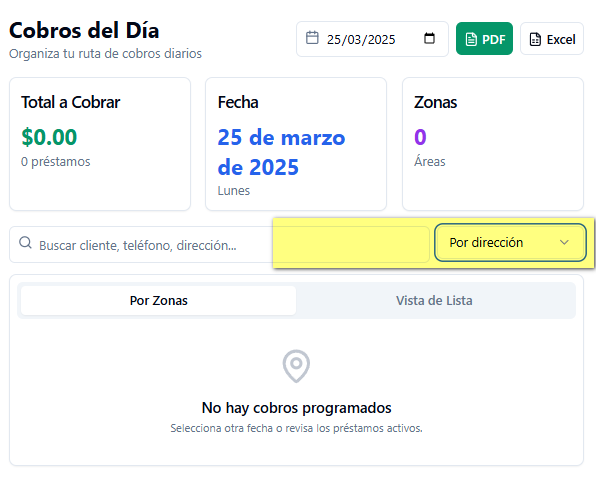 Cobros del Día
Organiza tu ruta de cobros diarios
25/03/2025
PDF
Excel
Total a Cobrar
$0.00
0 préstamos
Fecha
25 de marzo
de 2025
Lunes
Zonas
0
Áreas
Buscar cliente, teléfono, dirección...
Por dirección
Por Zonas
Vista de Lista
No hay cobros programados
Selecciona otra fecha o revisa los préstamos activos.